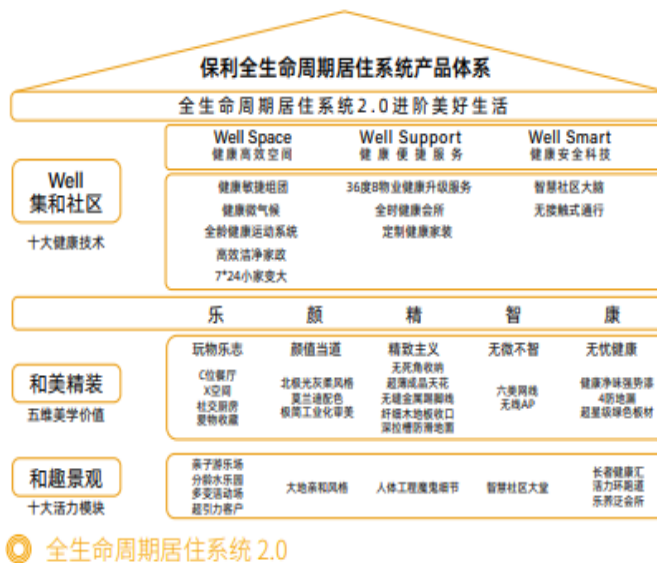 保利全生命周期居住系统产品体系
全生命周期居住系统2.0进阶美好生活
Well Space
健康高效空间
Well Support
健康便捷服务
Well Smart
健康安全科技
Well
集和社区
十大健康技术
健康敏捷组团
健康微气候
全龄健康运动系统
高效洁净家政
7*24小家变大
36度8物业健康升级服务
全时健康会所
定制健康家装
智慧社区大脑
无接触式通行
乐 颜 精 智 康
和美精装
五维美学价值
玩物乐志
C位餐厅
X空间
社交厨房
爱物收藏
颜值当道
北极光灰柔风格
莫兰迪配色
极简工业化审美
精致主义
无死角收纳
超薄成品天花
无缝金属踢脚线
纤细木地板收口
深拉槽防滑地面
无微不智
六类网线
无线AP
无忧健康
健康净味强势漆
4防地漏
超星级绿色板材
和趣景观
十大活力模块
亲子游乐场
分龄水乐园
多变活动场
超引力客户
大地亲和风格
人体工程魔鬼细节
智慧社区大堂
长者健康汇
活力环跑道
乐荞泛会所
全生命周期居住系统 2.0